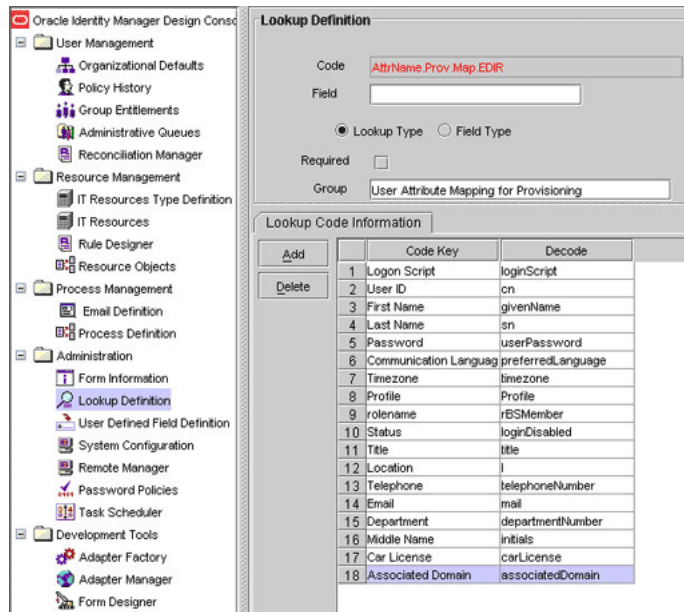 Oracle Identity Manager Design Consc
User Management
Organizational Defaults
Policy History
Group Entitlements
Administrative Queues
Reconciliation Manager
Resource Management
IT Resources Type Definition
IT Resources
Rule Designer
Resource Objects
Process Management
Email Definition
Process Definition
Administration
Form Information
Lookup Definition
User Defined Field Definition
System Configuration
Remote Manager
Password Policies
Task Scheduler
Development Tools
Adapter Factory
Adapter Manager
Form Designer
Lookup Definition
Code AttrName.Prov.Map.EDIR
Field
Lookup Type Field Type
Required
Group User Attribute Mapping for Provisioning
Lookup Code Information
Add
Delete
Code Key Decode
1 Logon Script loginScript
2 User ID cn
3 First Name givenName
4 Last Name sn
5 Password userPassword
6 Communication Languag preferredLanguage
7 Timezone timezone
8 Profile Profile
9 rolename rBSMember
10 Status loginDisabled
11 Title title
12 Location l
13 Telephone telephoneNumber
14 Email mail
15 Department departmentNumber
16 Middle Name initials
17 Car License carLicense
18 Associated Domain associatedDomain